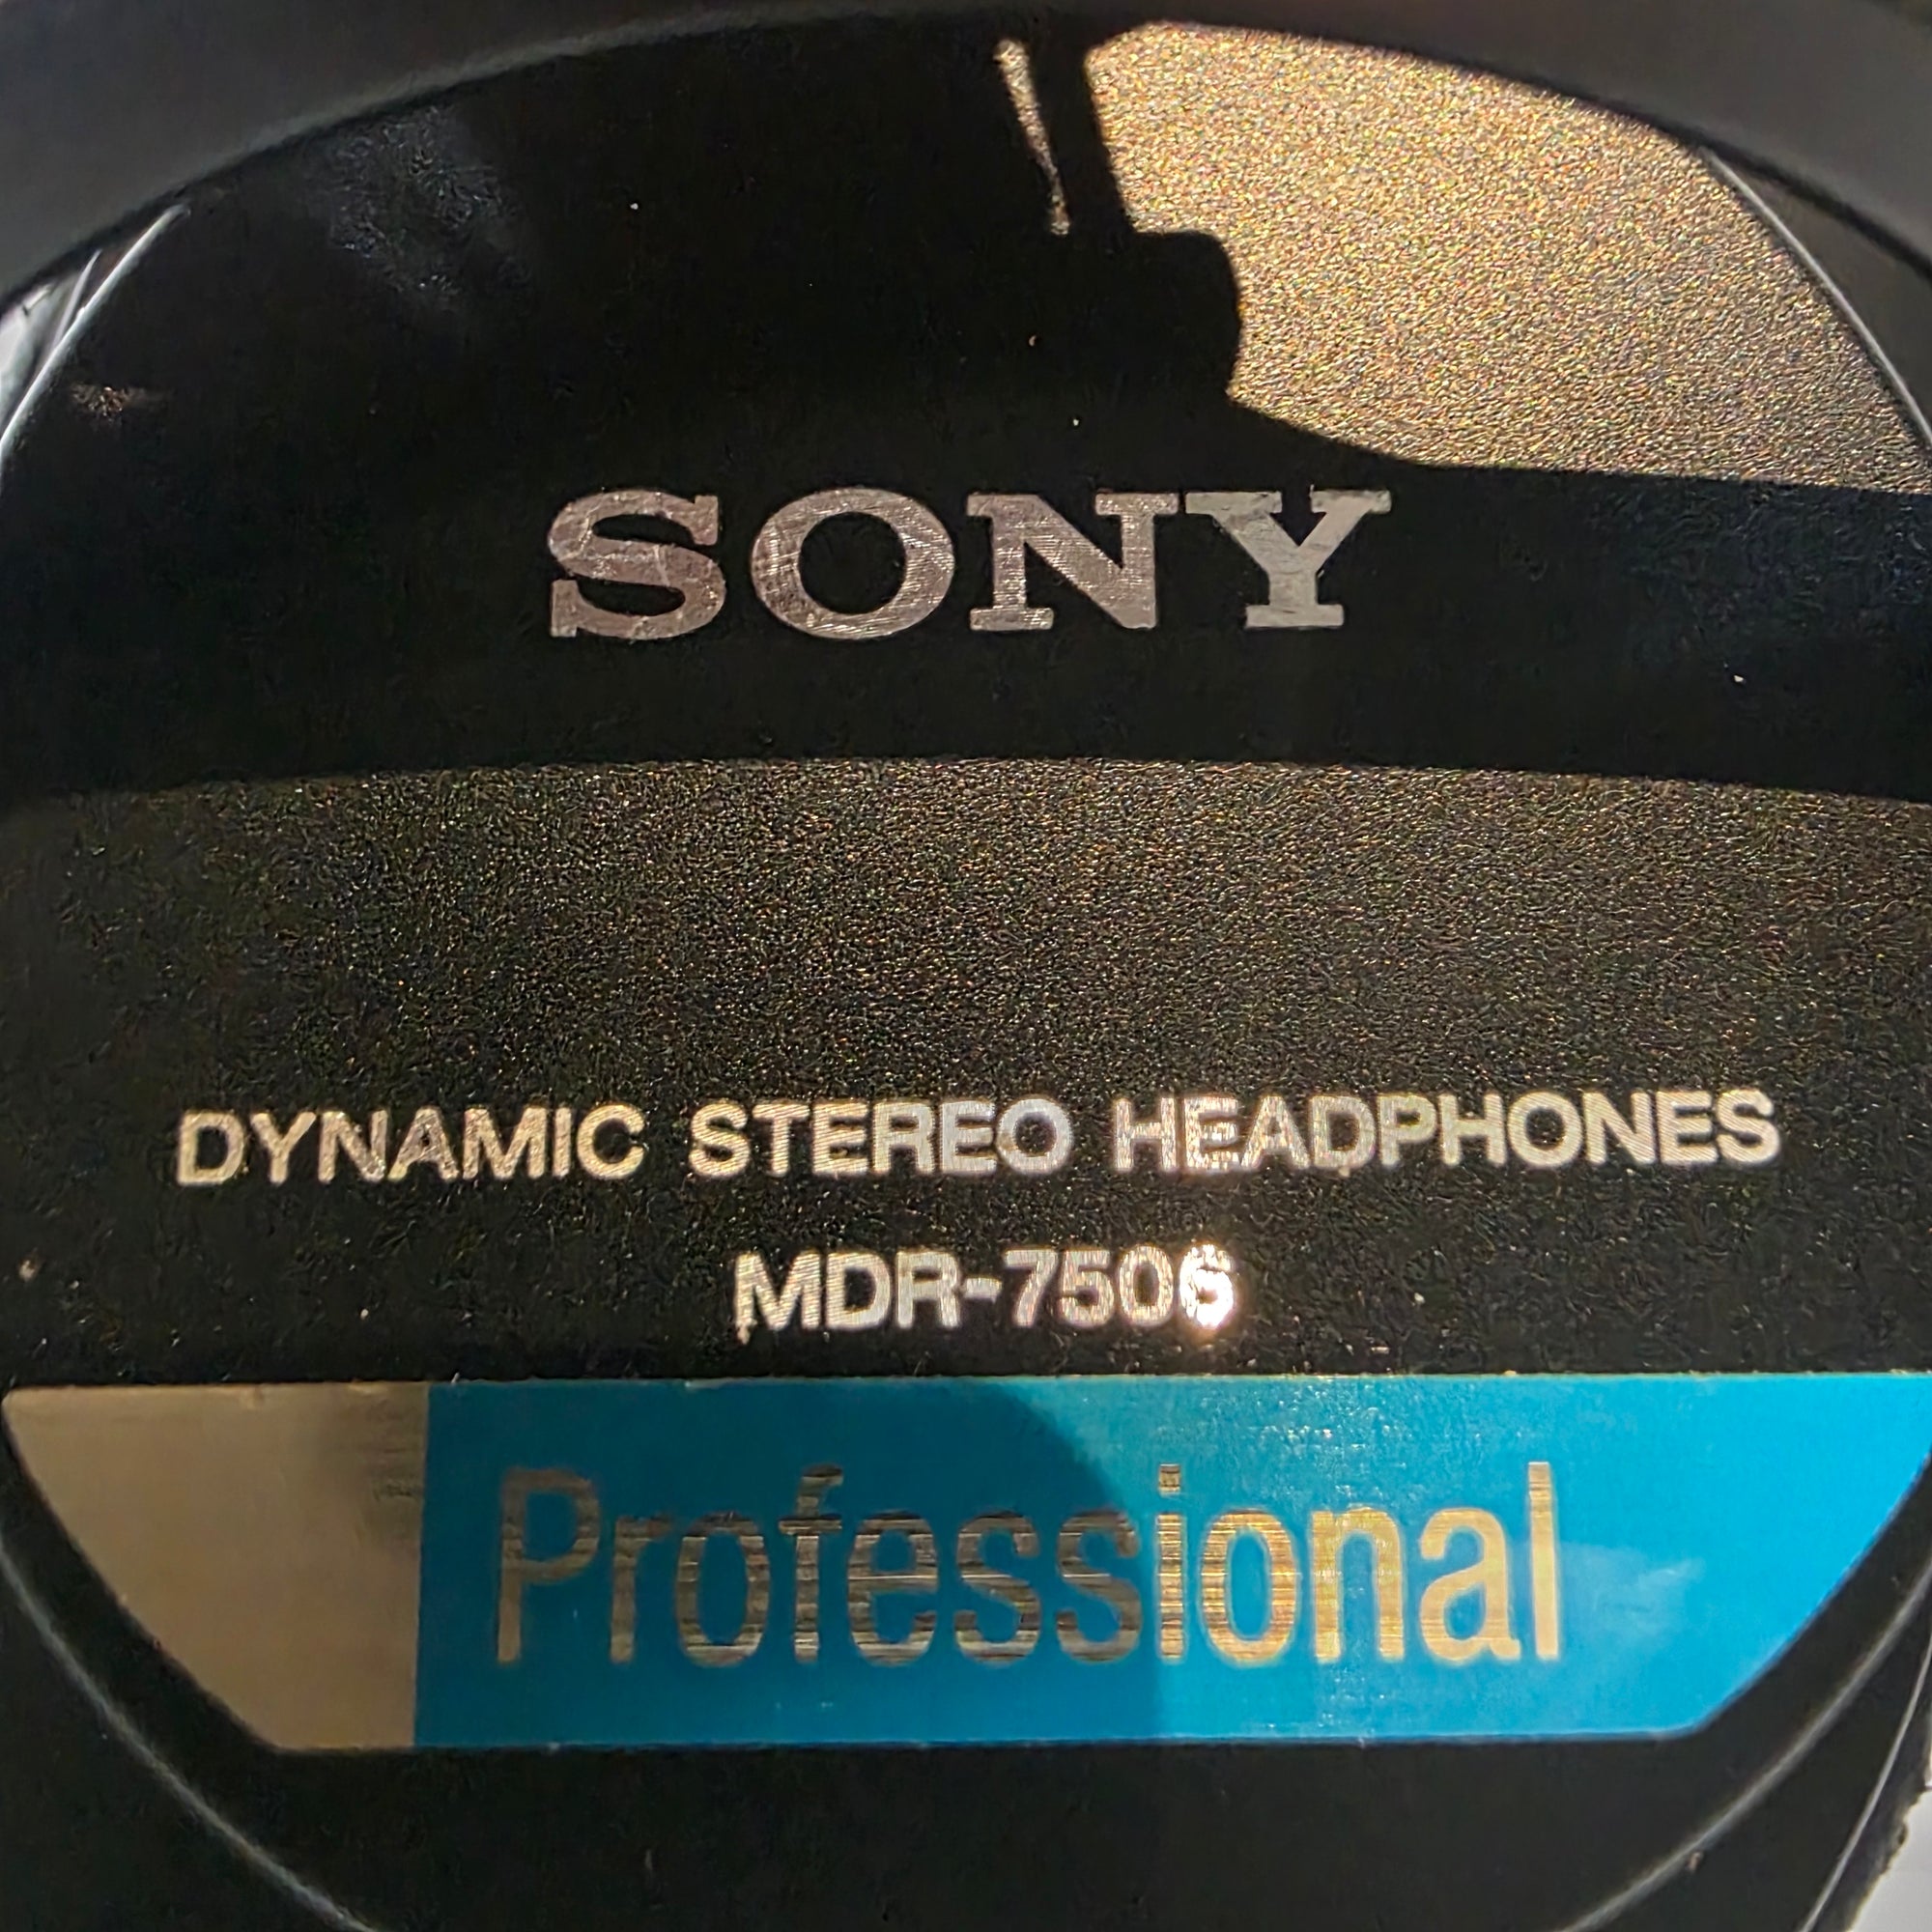 SONY
DYNAMIC STEREO HEADPHONES
MDR-7506
Professional